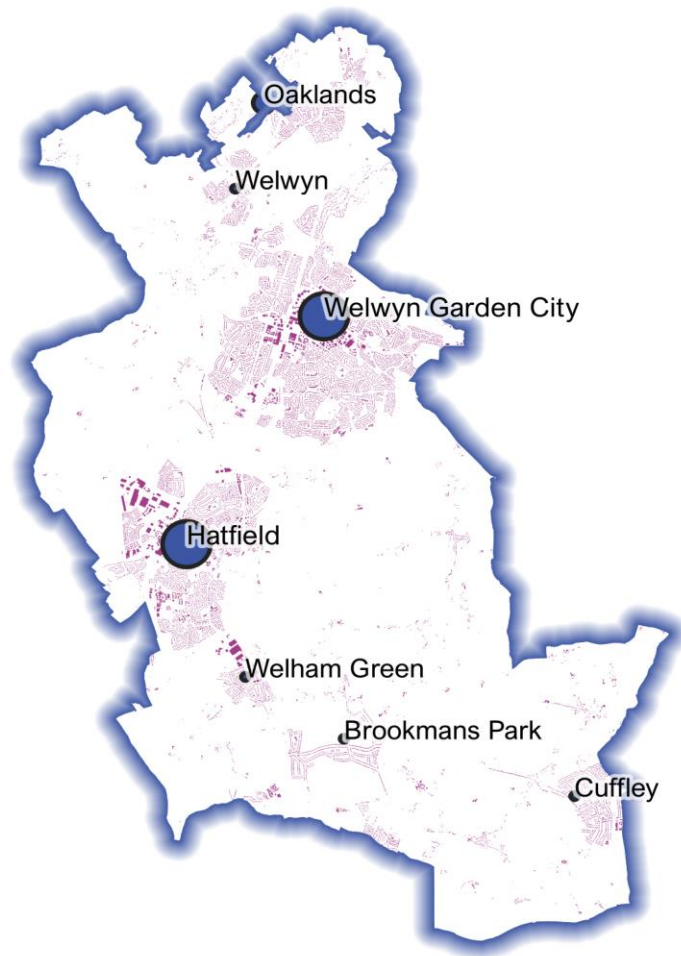 Oaklands
Welwyn
Welwyn Garden City
Hatfield
Welham Green
Brookmans Park
Cuffley